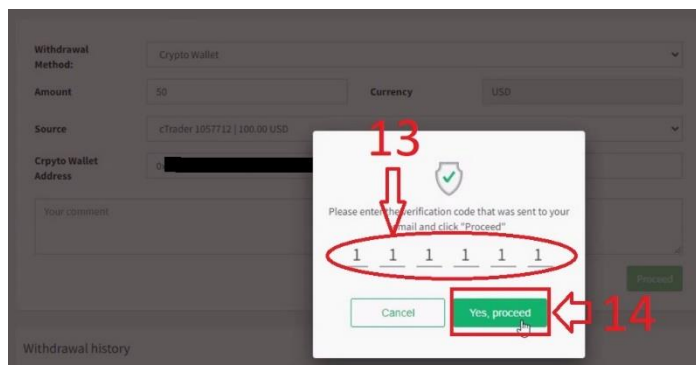 Withdrawal Method:
Crypto Wallet
Amount
50
Currency
USD
Source
cTrader 1057712 | 100.00 USD
Crpyto Wallet Address
0
Your comment
Proceed
Withdrawal history
13
Please enter the verification code that was sent to your
email and click "Proceed"
1 1 1 1 1 1
Cancel
Yes, proceed
14